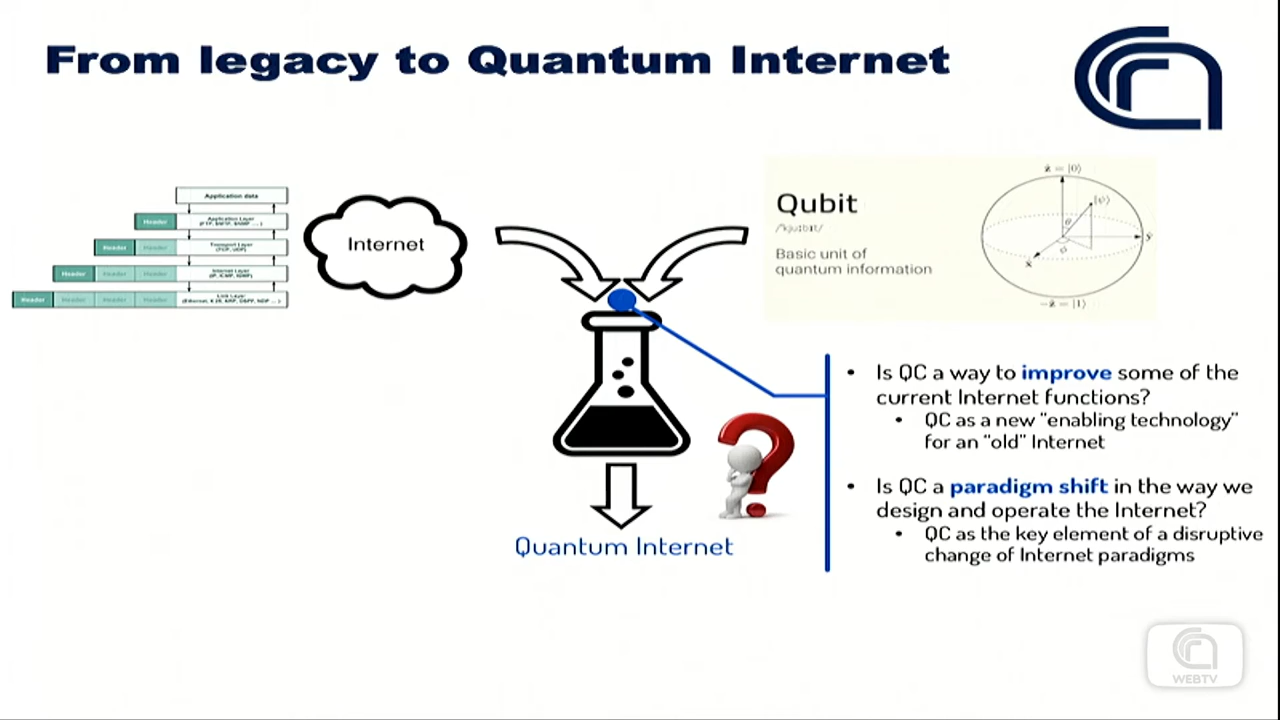 From legacy to Quantum Internet
Application data
Header
Application Layer
Header Header
Transport Layer
(TCP, UDP)
Header Header Header
Internet Layer
Header Header Header Header
Link Layer
Internet
Qubit
Basic unit of
quantum information
ẑ = |0⟩
|ψ⟩
θ
φ
x̂
ŷ
−ẑ = |1⟩
• Is QC a way to improve some of the
current Internet functions?
• QC as a new "enabling technology"
for an "old" Internet
• Is QC a paradigm shift in the way we
design and operate the Internet?
• QC as the key element of a disruptive
change of Internet paradigms
Quantum Internet
WEBTV